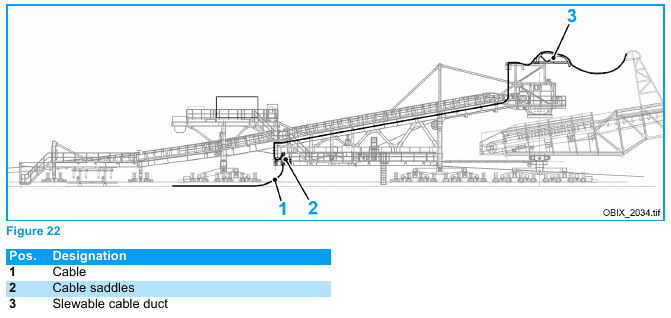 3
1
2
OBIX_2034.tif
Figure 22
Pos. Designation
1 Cable
2 Cable saddles
3 Slewable cable duct